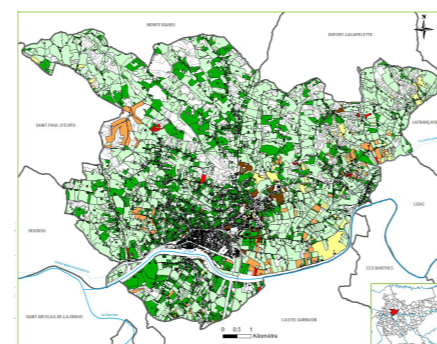 MONTESQUIEU
DURFORT-LACAPELETTE
N
SAINT-PAUL-D'ESPIS
LAFRANÇAISE
LIZAC
BOUDOU
LES BARTHES
SAINT-NICOLAS-DE-LA-GRAVE
CASTELSARRASIN
0 0,5 1
Kilomètre